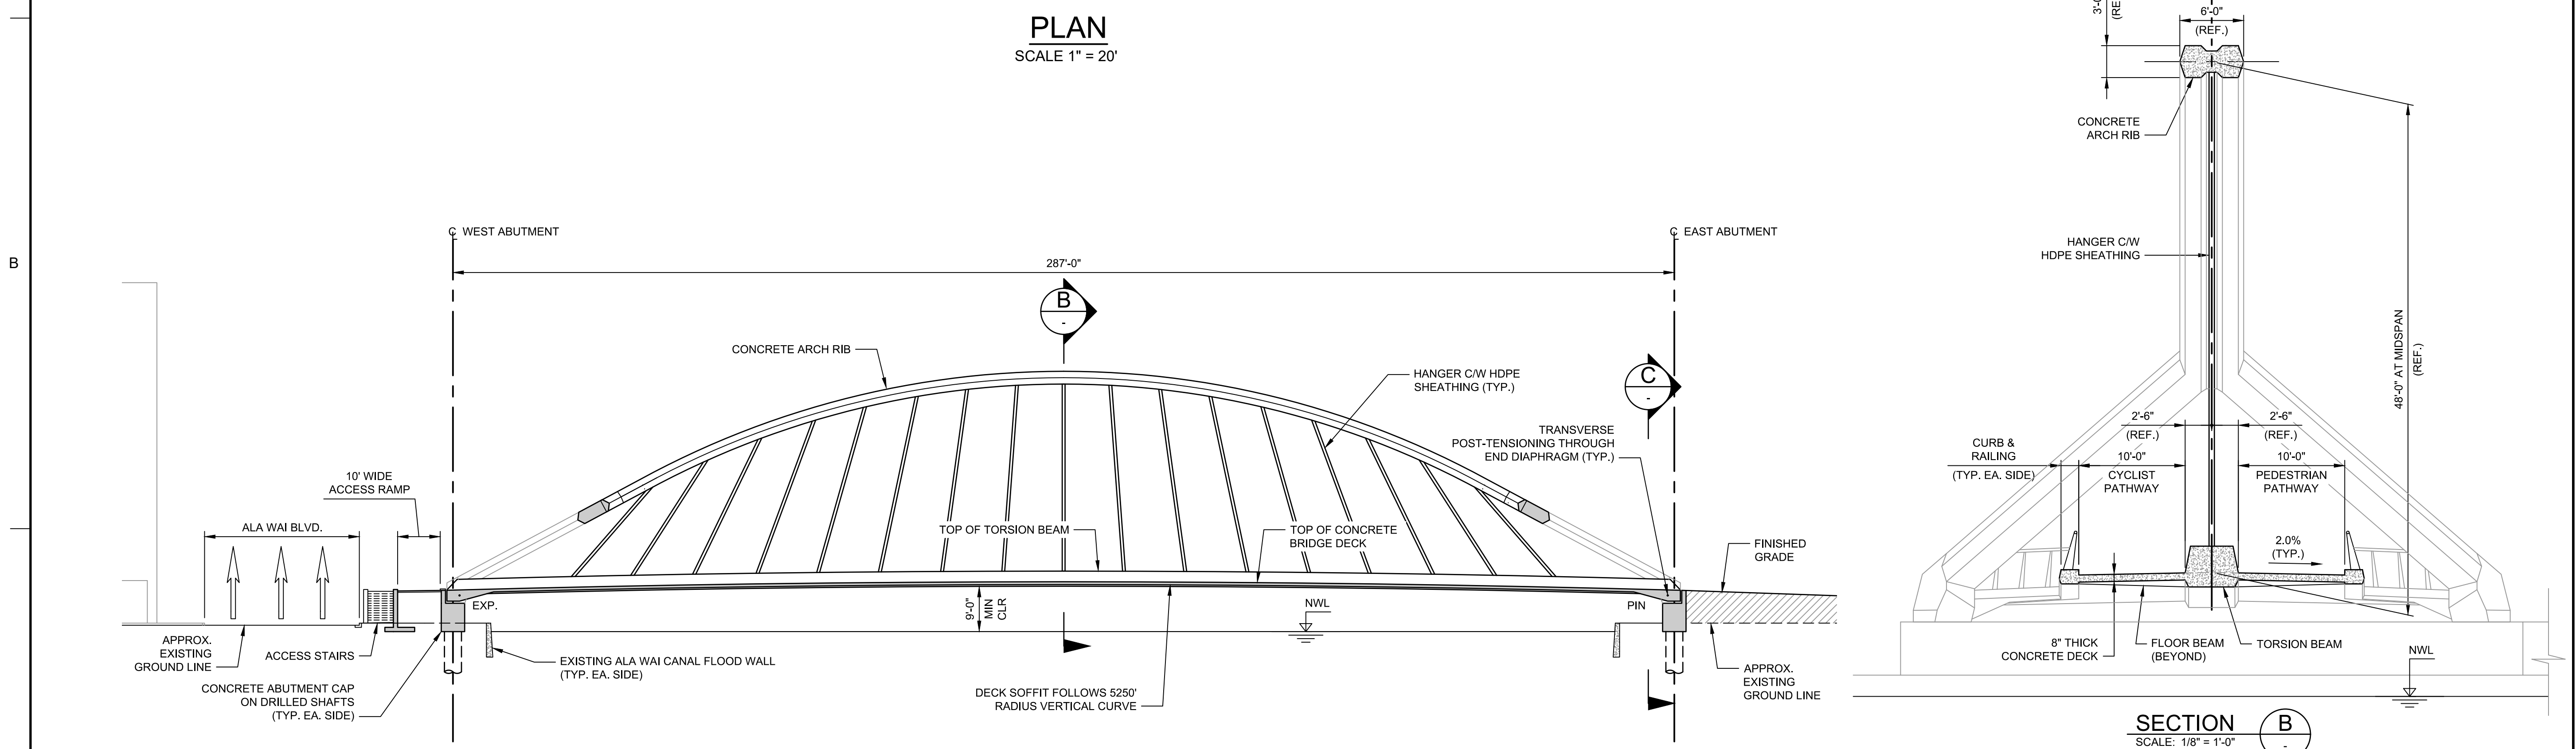 PLAN
SCALE 1" = 20'
B
℄ WEST ABUTMENT
℄ EAST ABUTMENT
287'-0"
B
-
C
-
CONCRETE ARCH RIB
HANGER C/W HDPE
SHEATHING (TYP.)
TRANSVERSE
POST-TENSIONING THROUGH
END DIAPHRAGM (TYP.)
10' WIDE
ACCESS RAMP
ALA WAI BLVD.
TOP OF TORSION BEAM
TOP OF CONCRETE
BRIDGE DECK
FINISHED
GRADE
EXP.
9'-0"
MIN
CLR
NWL
PIN
APPROX.
EXISTING
GROUND LINE
ACCESS STAIRS
EXISTING ALA WAI CANAL FLOOD WALL
(TYP. EA. SIDE)
CONCRETE ABUTMENT CAP
ON DRILLED SHAFTS
(TYP. EA. SIDE)
DECK SOFFIT FOLLOWS 5250'
RADIUS VERTICAL CURVE
APPROX.
EXISTING
GROUND LINE
6'-0"
(REF.)
CONCRETE
ARCH RIB
HANGER C/W
HDPE SHEATHING
48'-0" AT MIDSPAN
(REF.)
2'-6"
(REF.)
2'-6"
(REF.)
CURB &
RAILING
(TYP. EA. SIDE)
10'-0"
CYCLIST
PATHWAY
10'-0"
PEDESTRIAN
PATHWAY
2.0%
(TYP.)
8" THICK
CONCRETE DECK
FLOOR BEAM
(BEYOND)
TORSION BEAM
NWL
SECTION
B
-
SCALE: 1/8" = 1'-0"